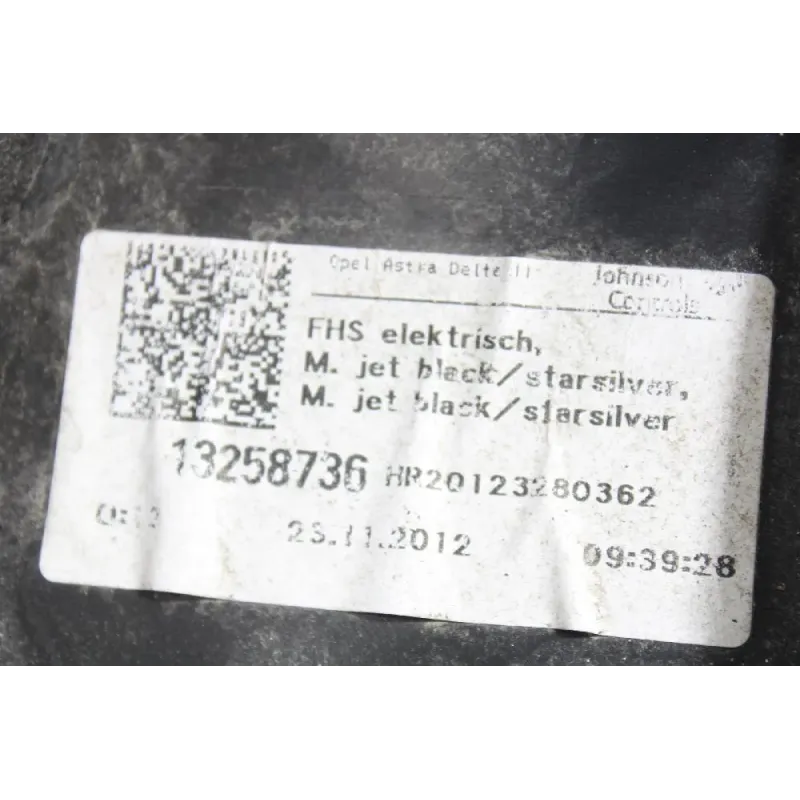 Opel Astra Delta II
Johnson
Controls
FHS elektrisch,
M. jet black/starsilver,
M. jet black/starsilver
13258736 HR20123280362
23.11.2012 09:39:28